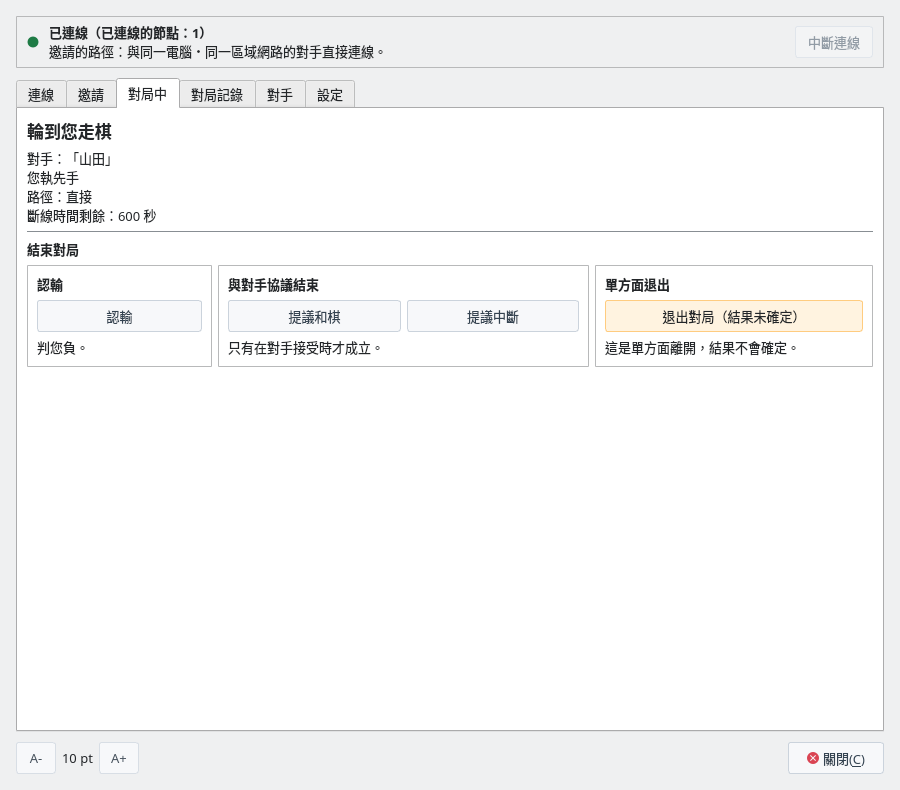 已連線（已連線的節點：1）
邀請的路徑：與同一電腦・同一區域網路的對手直接連線。
中斷連線
連線 邀請 對局中 對局記錄 對手 設定
輪到您走棋
對手：「山田」
您執先手
路徑：直接
斷線時間剩餘：600 秒
結束對局
認輸
認輸
判您負。
與對手協議結束
提議和棋 提議中斷
只有在對手接受時才成立。
單方面退出
退出對局（結果未確定）
這是單方面離開，結果不會確定。
A- 10 pt A+
關閉(C)